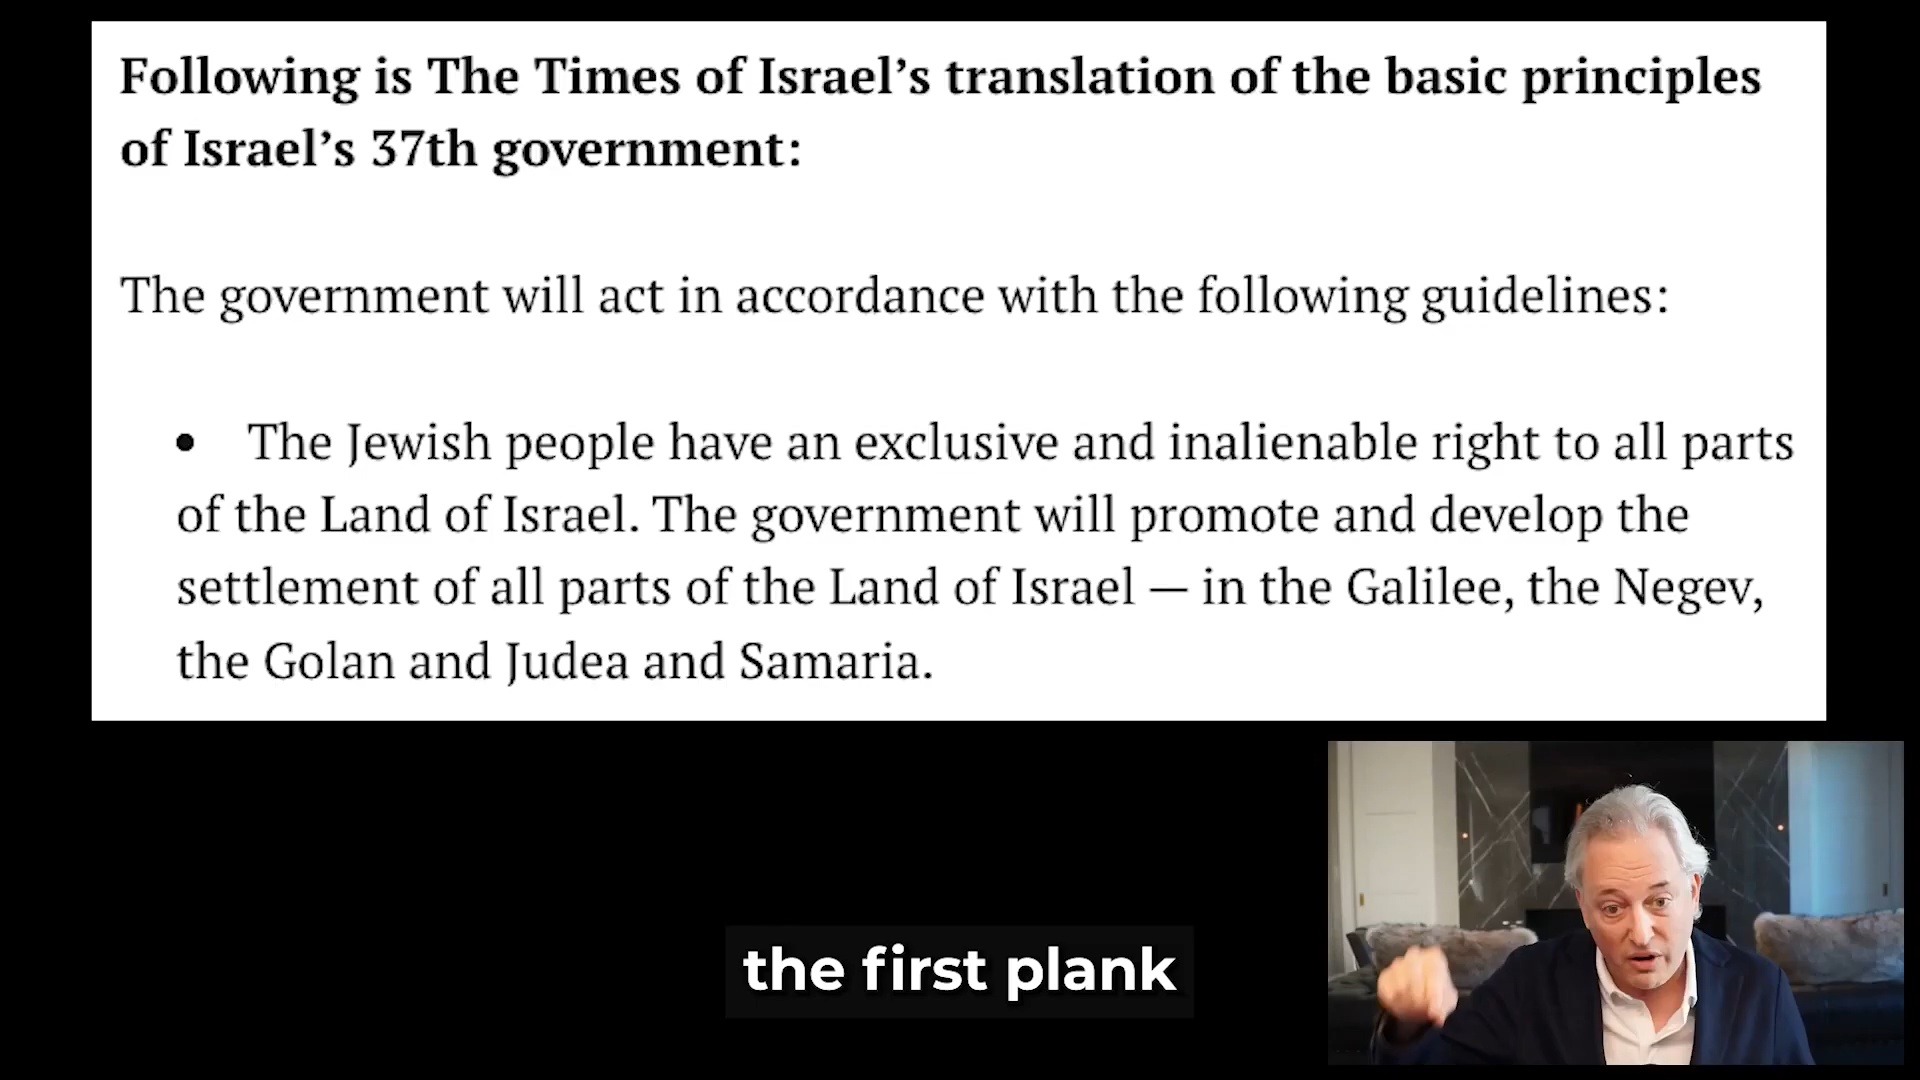 Following is The Times of Israel’s translation of the basic principles
of Israel’s 37th government:
The government will act in accordance with the following guidelines:
• The Jewish people have an exclusive and inalienable right to all parts
of the Land of Israel. The government will promote and develop the
settlement of all parts of the Land of Israel — in the Galilee, the Negev,
the Golan and Judea and Samaria.
the first plank